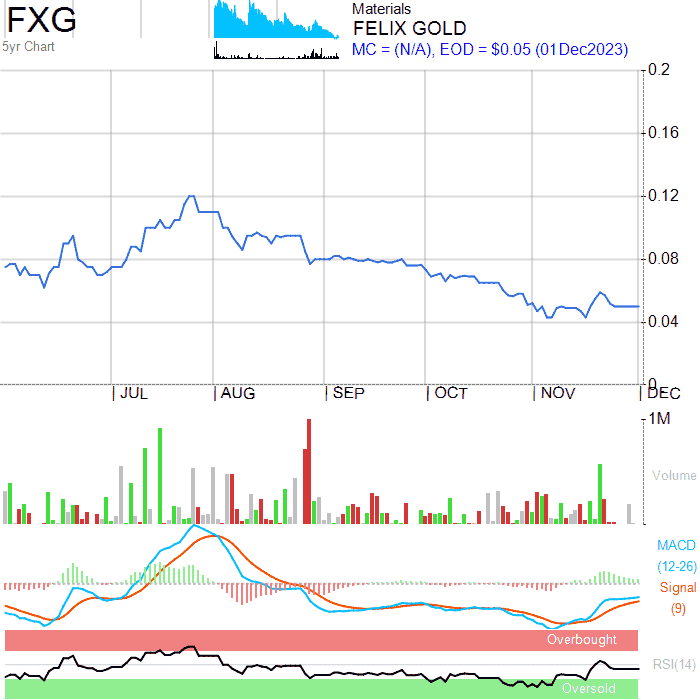 FXG
5yr Chart
Materials
FELIX GOLD
MC = (N/A), EOD = $0.05 (01Dec2023)
0.2
0.16
0.12
0.08
0.04
0
JUL AUG SEP OCT NOV DEC
1M
Volume
MACD
(12-26)
Signal
(9)
Overbought
RSI(14)
Oversold